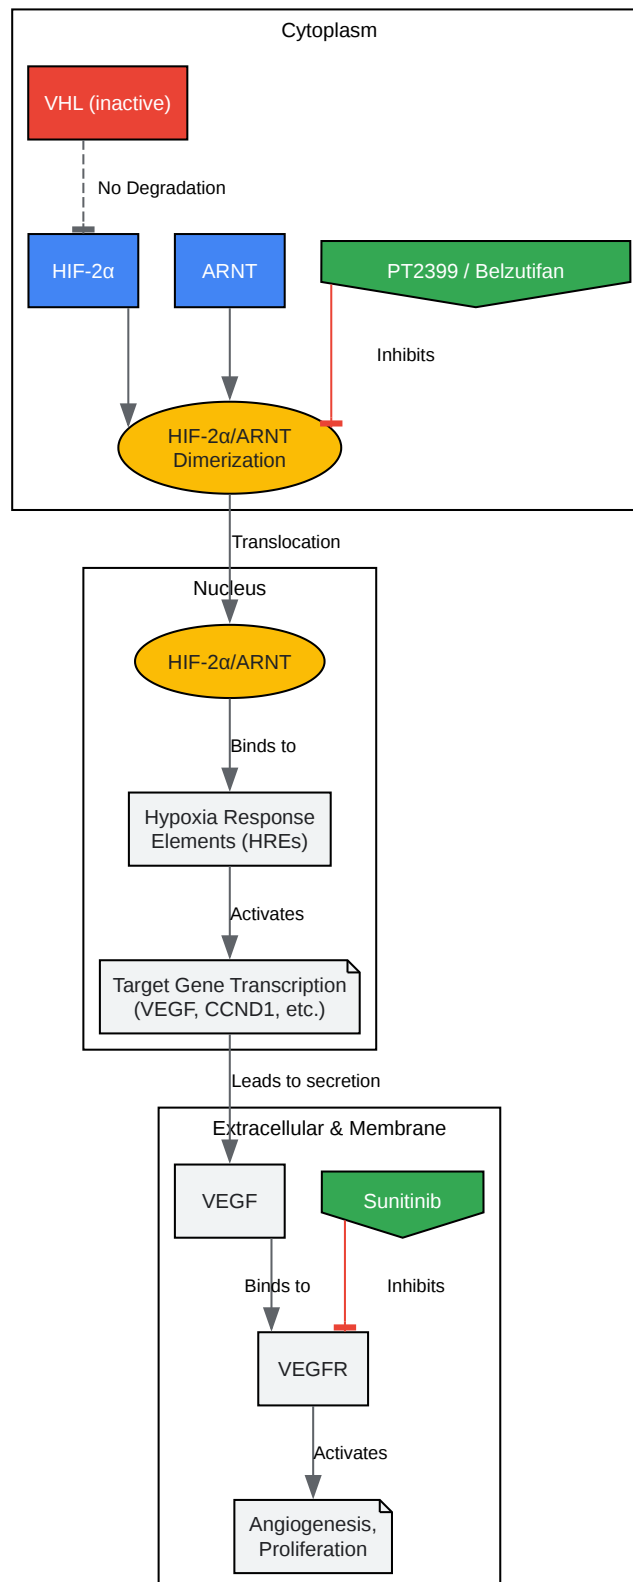 Cytoplasm
VHL (inactive)
No Degradation
HIF-2α
ARNT
PT2399 / Belzutifan
Inhibits
HIF-2α/ARNT
Dimerization
Translocation
Nucleus
HIF-2α/ARNT
Binds to
Hypoxia Response
Elements (HREs)
Activates
Target Gene Transcription
(VEGF, CCND1, etc.)
Leads to secretion
Extracellular & Membrane
VEGF
Sunitinib
Binds to
Inhibits
VEGFR
Activates
Angiogenesis,
Proliferation